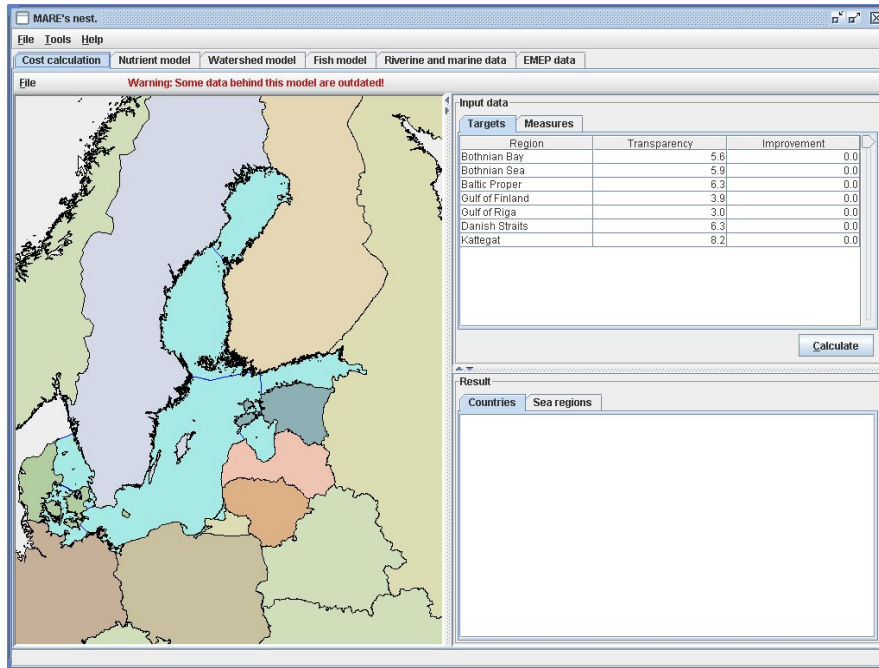 MARE's nest.
File Tools Help
Cost calculation Nutrient model Watershed model Fish model Riverine and marine data EMEP data
File Warning: Some data behind this model are outdated!
Input data
Targets Measures
Region Transparency Improvement
Bothnian Bay 5.6 0.0
Bothnian Sea 5.9 0.0
Baltic Proper 6.3 0.0
Gulf of Finland 3.9 0.0
Gulf of Riga 3.0 0.0
Danish Straits 6.3 0.0
Kattegat 8.2 0.0
Calculate
Result
Countries Sea regions